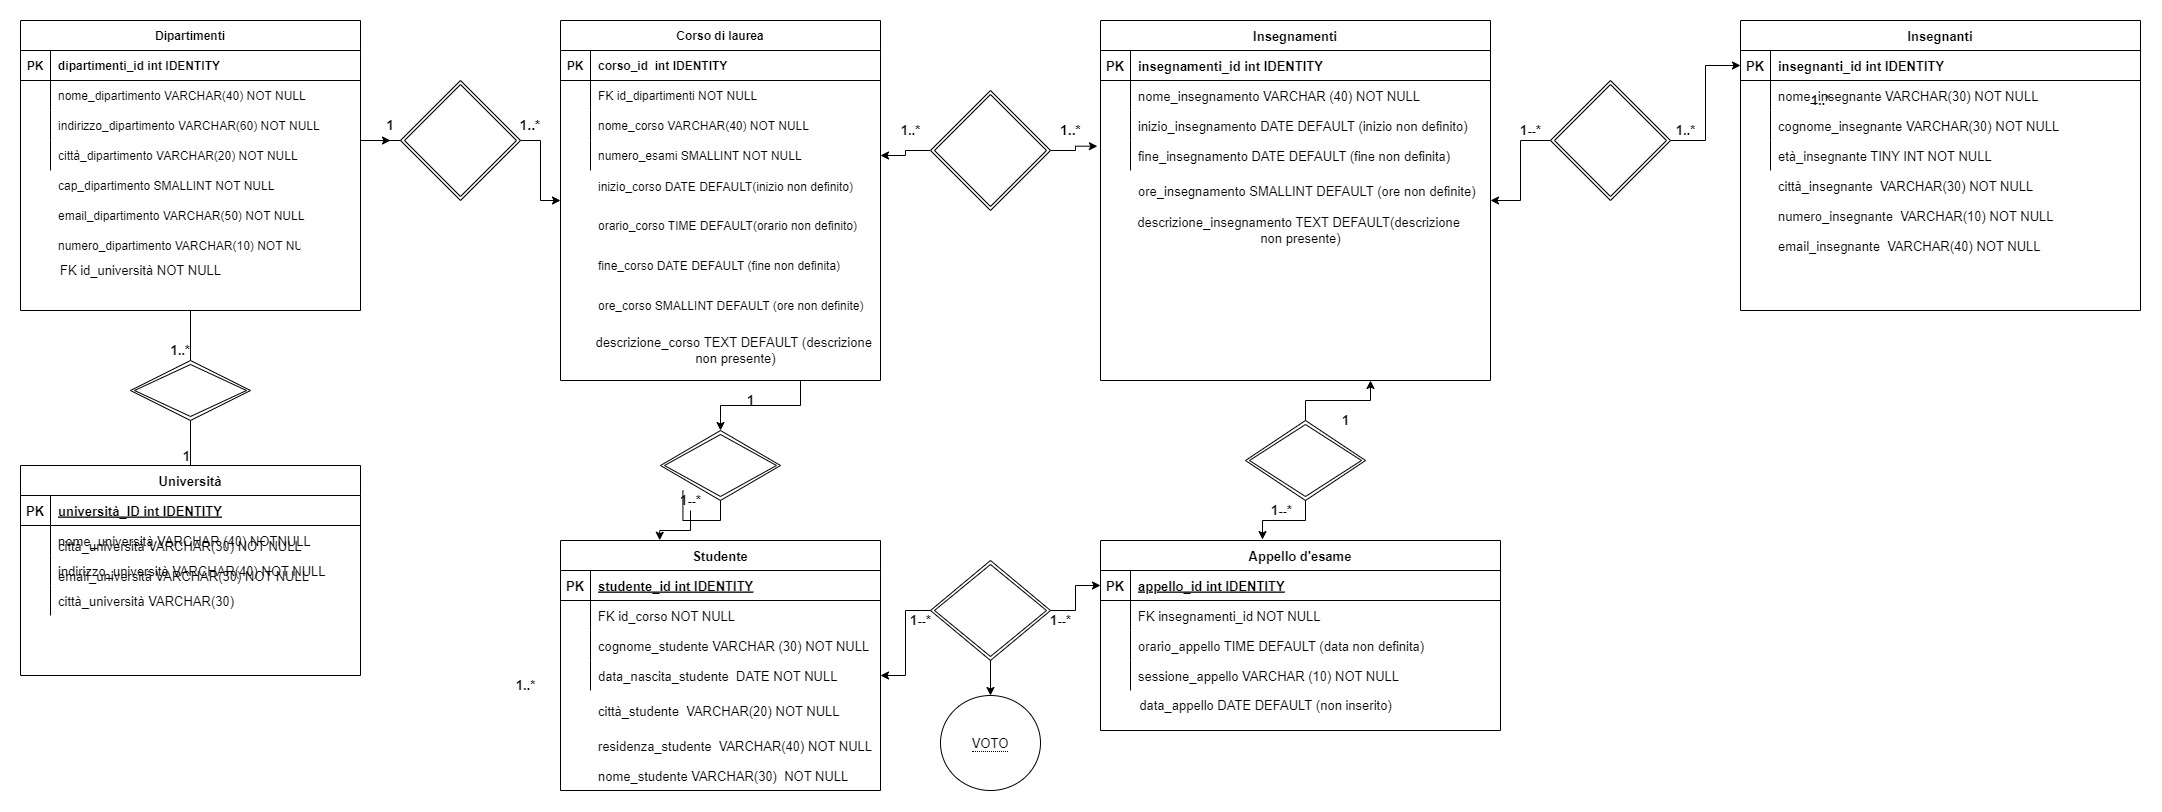 Dipartimenti
PK dipartimenti_id int IDENTITY
nome_dipartimento VARCHAR(40) NOT NULL
indirizzo_dipartimento VARCHAR(60) NOT NULL
città_dipartimento VARCHAR(20) NOT NULL
cap_dipartimento SMALLINT NOT NULL
email_dipartimento VARCHAR(50) NOT NULL
numero_dipartimento VARCHAR(10) NOT NU
FK id_università NOT NULL
1
1..*
Corso di laurea
PK corso_id int IDENTITY
FK id_dipartimenti NOT NULL
nome_corso VARCHAR(40) NOT NULL
numero_esami SMALLINT NOT NULL
inizio_corso DATE DEFAULT(inizio non definito)
orario_corso TIME DEFAULT(orario non definito)
fine_corso DATE DEFAULT (fine non definita)
ore_corso SMALLINT DEFAULT (ore non definite)
descrizione_corso TEXT DEFAULT (descrizione
non presente)
1..*
1..*
Insegnamenti
PK insegnamenti_id int IDENTITY
nome_insegnamento VARCHAR (40) NOT NULL
inizio_insegnamento DATE DEFAULT (inizio non definito)
fine_insegnamento DATE DEFAULT (fine non definita)
ore_insegnamento SMALLINT DEFAULT (ore non definite)
descrizione_insegnamento TEXT DEFAULT(descrizione
non presente)
1--*
1..*
Insegnanti
PK insegnanti_id int IDENTITY
1..*
nome_insegnante VARCHAR(30) NOT NULL
cognome_insegnante VARCHAR(30) NOT NULL
età_insegnante TINY INT NOT NULL
città_insegnante VARCHAR(30) NOT NULL
numero_insegnante VARCHAR(10) NOT NULL
email_insegnante VARCHAR(40) NOT NULL
1..*
1
Università
PK università_ID int IDENTITY
nome_università VARCHAR (40) NOTNULL
città_università VARCHAR(30) NOT NULL
indirizzo_università VARCHAR(40) NOT NULL
email_università VARCHAR(30) NOT NULL
città_università VARCHAR(30)
1
1--*
1..*
Studente
PK studente_id int IDENTITY
FK id_corso NOT NULL
cognome_studente VARCHAR (30) NOT NULL
data_nascita_studente DATE NOT NULL
città_studente VARCHAR(20) NOT NULL
residenza_studente VARCHAR(40) NOT NULL
nome_studente VARCHAR(30) NOT NULL
1--*
1--*
VOTO
1
1--*
Appello d'esame
PK appello_id int IDENTITY
FK insegnamenti_id NOT NULL
orario_appello TIME DEFAULT (data non definita)
sessione_appello VARCHAR (10) NOT NULL
data_appello DATE DEFAULT (non inserito)